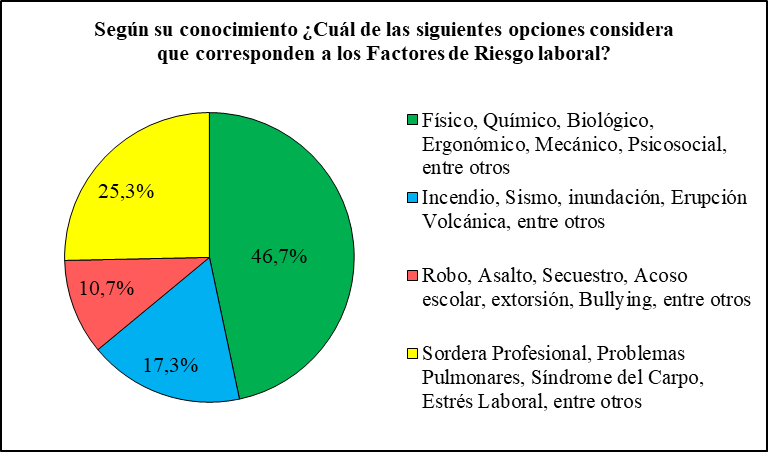 Según su conocimiento ¿Cuál de las siguientes opciones considera
que corresponden a los Factores de Riesgo laboral?
25,3%
46,7%
10,7%
17,3%
Físico, Químico, Biológico,
Ergonómico, Mecánico, Psicosocial,
entre otros
Incendio, Sismo, inundación, Erupción
Volcánica, entre otros
Robo, Asalto, Secuestro, Acoso
escolar, extorsión, Bullying, entre otros
Sordera Profesional, Problemas
Pulmonares, Síndrome del Carpo,
Estrés Laboral, entre otros